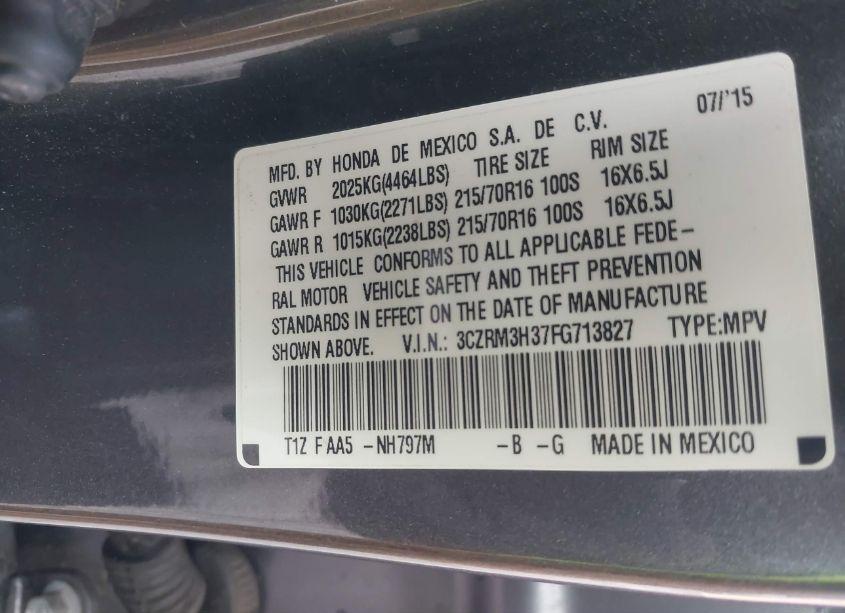 07/'15
MFD. BY HONDA DE MEXICO S.A. DE C.V.
GVWR 2025KG(4464LBS) TIRE SIZE RIM SIZE
GAWR F 1030KG(2271LBS) 215/70R16 100S 16X6.5J
GAWR R 1015KG(2238LBS) 215/70R16 100S 16X6.5J
THIS VEHICLE CONFORMS TO ALL APPLICABLE FEDE-
RAL MOTOR VEHICLE SAFETY AND THEFT PREVENTION
STANDARDS IN EFFECT ON THE DATE OF MANUFACTURE
SHOWN ABOVE. V.I.N.: 3CZRM3H37FG713827 TYPE:MPV
T1Z F AA5 -NH797M -B -G MADE IN MEXICO